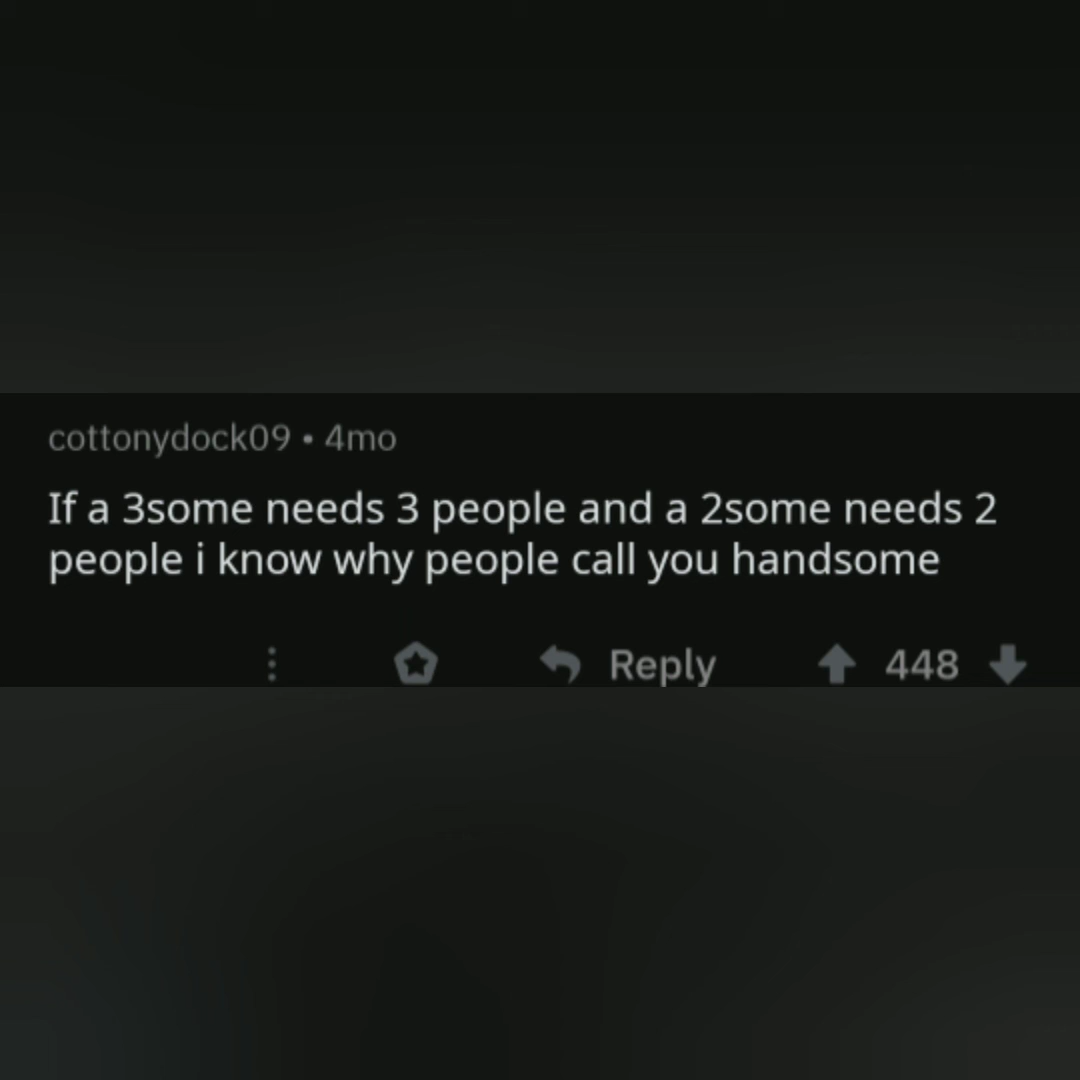 cottonydock09 • 4mo
If a 3some needs 3 people and a 2some needs 2
people i know why people call you handsome
Reply 448